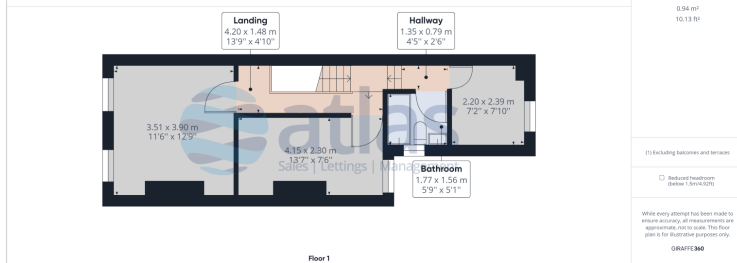 Landing
4.20 x 1.48 m
13'9" x 4'10"
Hallway
1.35 x 0.79 m
4'5" x 2'6"
3.51 x 3.90 m
11'6" x 12'9"
4.15 x 2.30 m
13'7" x 7'6"
2.20 x 2.39 m
7'2" x 7'10"
Bathroom
1.77 x 1.56 m
5'9" x 5'1"
atlas
Sales | Lettings | Management
Floor 1
0.94 m²
10.13 ft²
(1) Excluding balconies and terraces
Reduced headroom
(below 1.5m/4.92ft)
While every attempt has been made to
ensure accuracy, all measurements are
approximate, not to scale. This floor
plan is for illustrative purposes only.
GIRAFFE360